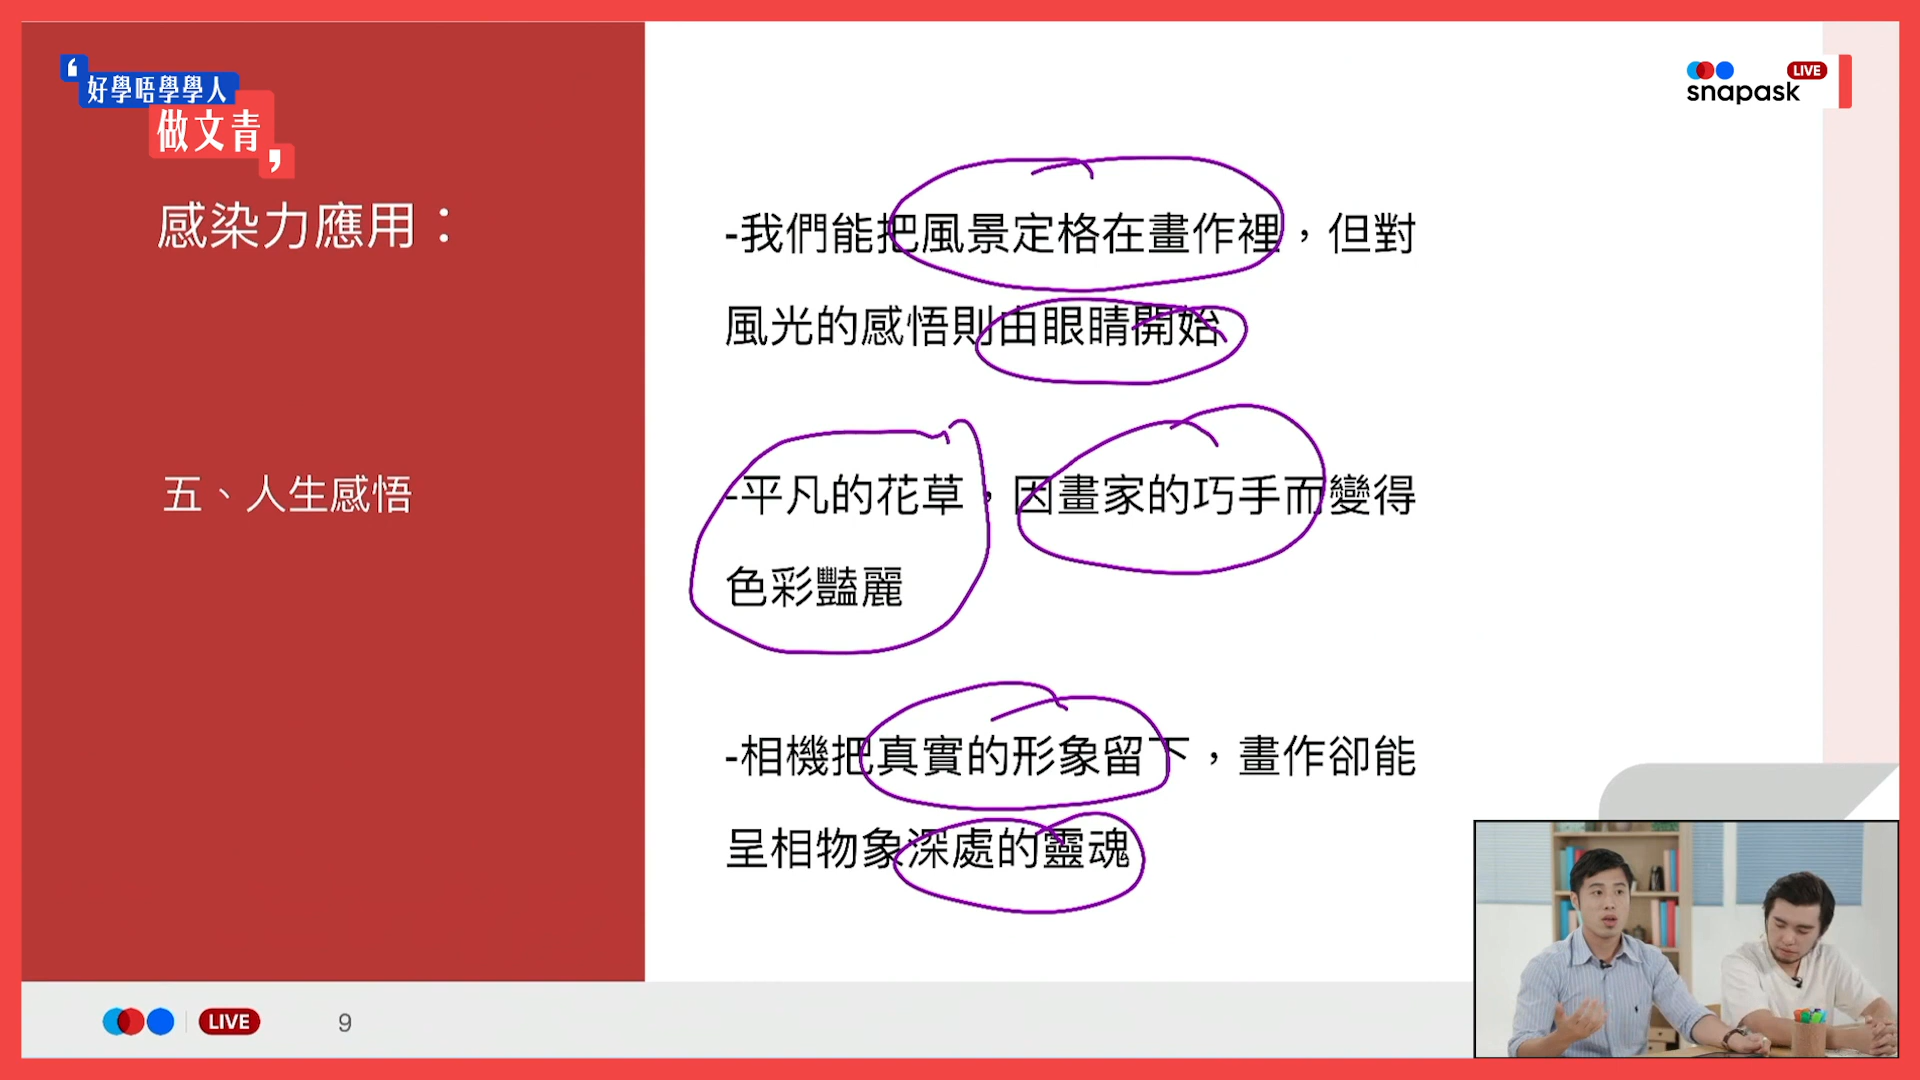 好學唔學學人
做文青
LIVE
snapask
感染力應用：
五、人生感悟
-我們能把風景定格在畫作裡，但對
風光的感悟則由眼睛開始
-平凡的花草，因畫家的巧手而變得
色彩豔麗
-相機把真實的形象留下，畫作卻能
呈相物象深處的靈魂
LIVE
9